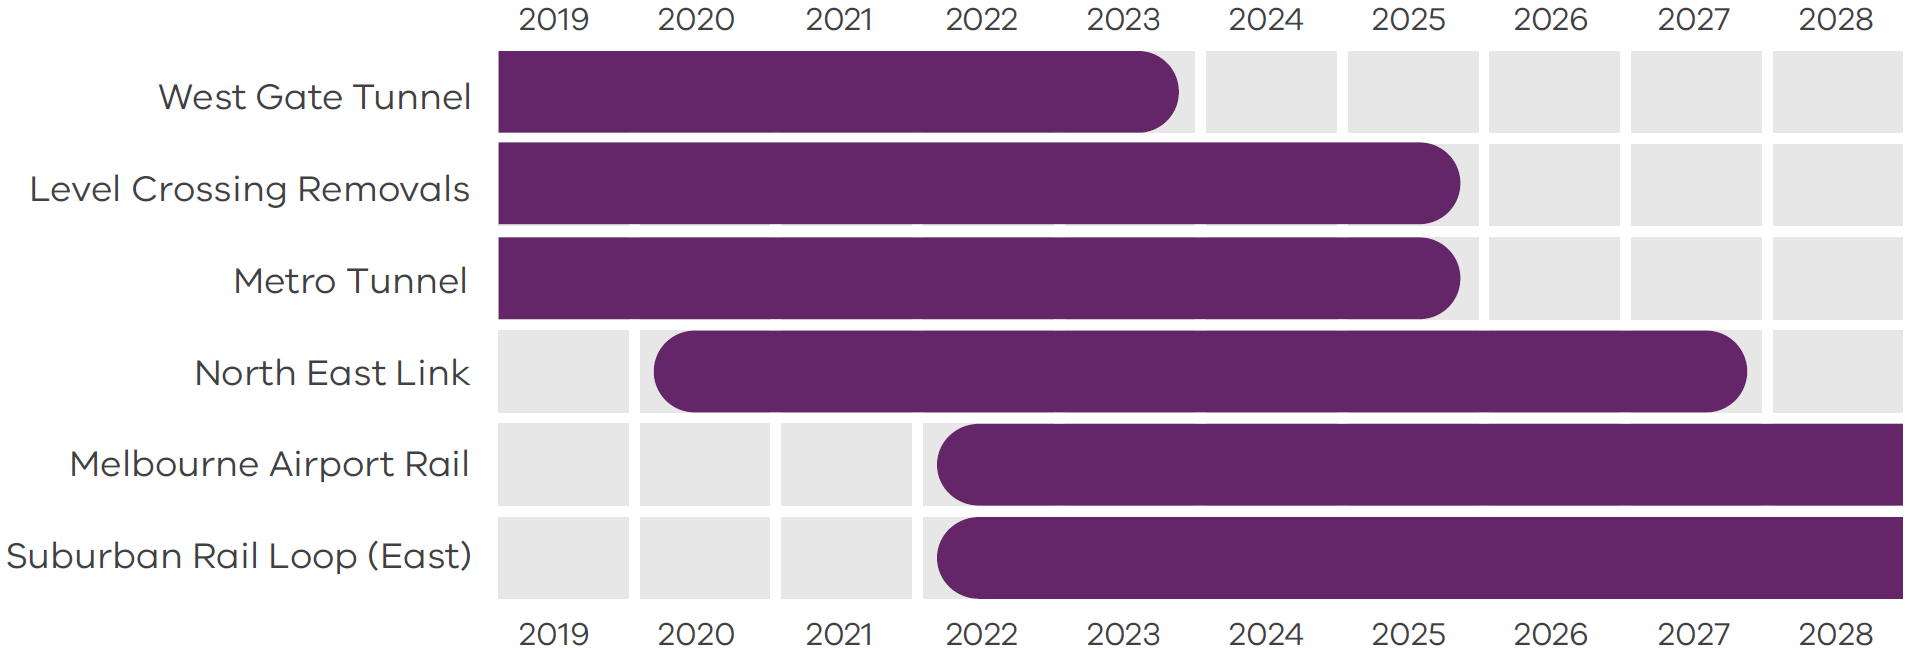 2019 2020 2021 2022 2023 2024 2025 2026 2027 2028
West Gate Tunnel
Level Crossing Removals
Metro Tunnel
North East Link
Melbourne Airport Rail
Suburban Rail Loop (East)
2019 2020 2021 2022 2023 2024 2025 2026 2027 2028